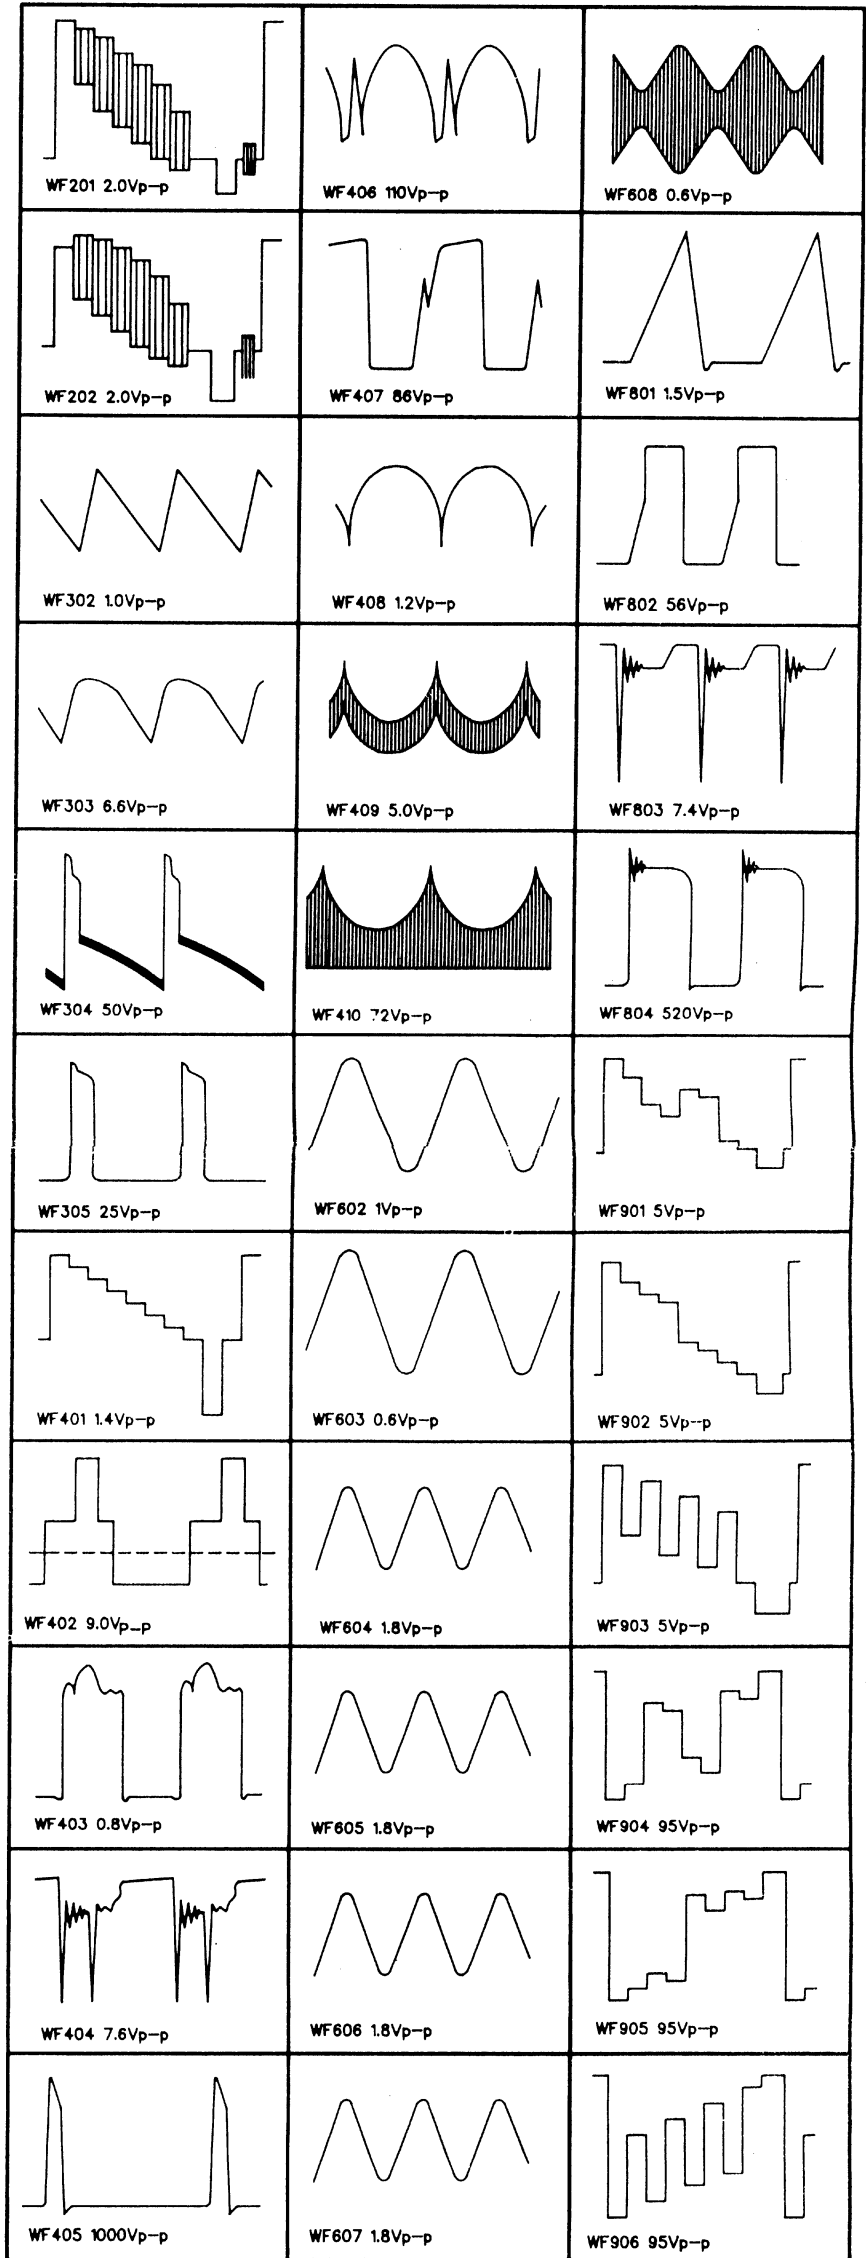 WF201 2.0Vp-p
WF406 110Vp-p
WF608 0.6Vp-p
WF202 2.0Vp-p
WF407 86Vp-p
WF801 1.5Vp-p
WF302 1.0Vp-p
WF408 1.2Vp-p
WF802 56Vp-p
WF303 6.6Vp-p
WF409 5.0Vp-p
WF803 7.4Vp-p
WF304 50Vp-p
WF410 72Vp-p
WF804 520Vp-p
WF305 25Vp-p
WF602 1Vp-p
WF901 5Vp-p
WF401 1.4Vp-p
WF603 0.6Vp-p
WF902 5Vp-p
WF402 9.0Vp-p
WF604 1.8Vp-p
WF903 5Vp-p
WF403 0.8Vp-p
WF605 1.8Vp-p
WF904 95Vp-p
WF404 7.6Vp-p
WF606 1.8Vp-p
WF905 95Vp-p
WF405 1000Vp-p
WF607 1.8Vp-p
WF906 95Vp-p